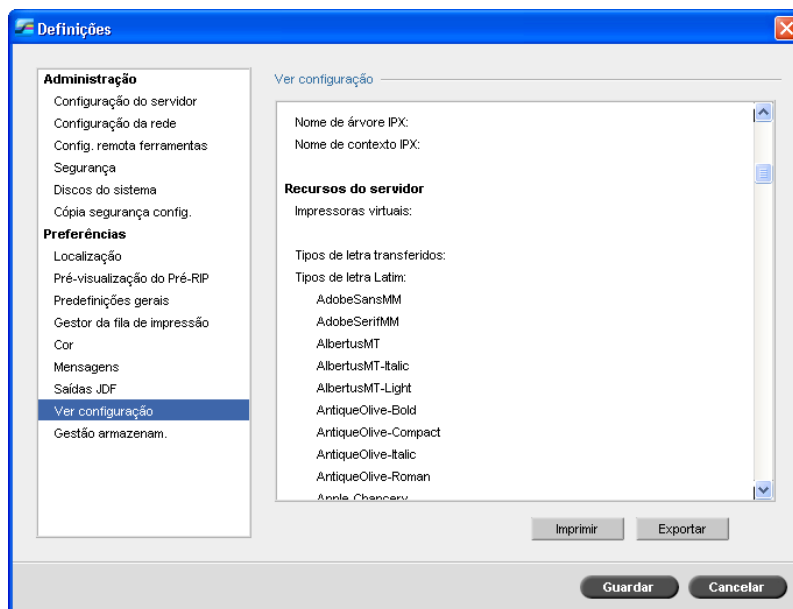 Definições
Administração
Configuração do servidor
Configuração da rede
Config. remota ferramentas
Segurança
Discos do sistema
Cópia segurança config.
Preferências
Localização
Pré-visualização do Pré-RIP
Predefinições gerais
Gestor da fila de impressão
Cor
Mensagens
Saídas JDF
Ver configuração
Gestão armazenam.
Ver configuração
Nome de árvore IPX:
Nome de contexto IPX:
Recursos do servidor
Impressoras virtuais:
Tipos de letra transferidos:
Tipos de letra Latim:
AdobeSansMM
AdobeSerifMM
AlbertusMT
AlbertusMT-Italic
AlbertusMT-Light
AntiqueOlive-Bold
AntiqueOlive-Compact
AntiqueOlive-Italic
AntiqueOlive-Roman
Apple Chancery
Imprimir
Exportar
Guardar
Cancelar